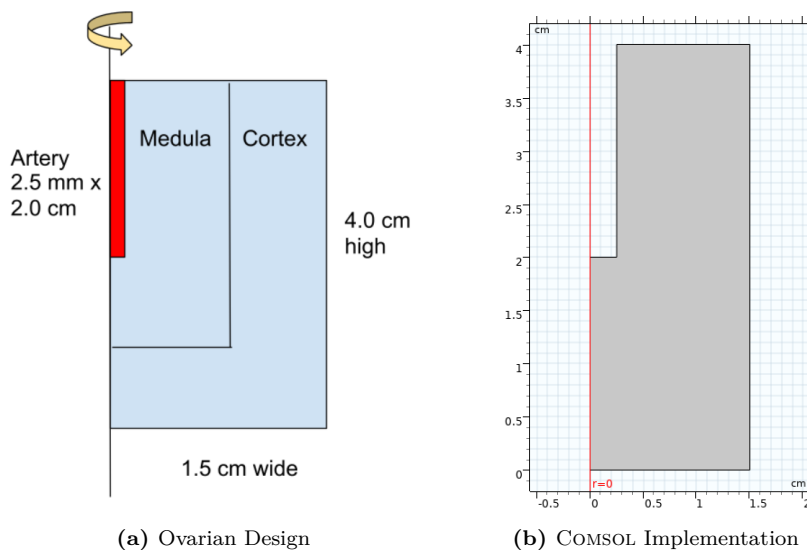 Medula
Cortex
Artery
2.5 mm x
2.0 cm
4.0 cm
high
1.5 cm wide
(a) Ovarian Design
cm
4
3.5
3
2.5
2
1.5
1
0.5
0
r=0
cm
-0.5
0
0.5
1
1.5
2
(b) COMSOL Implementation